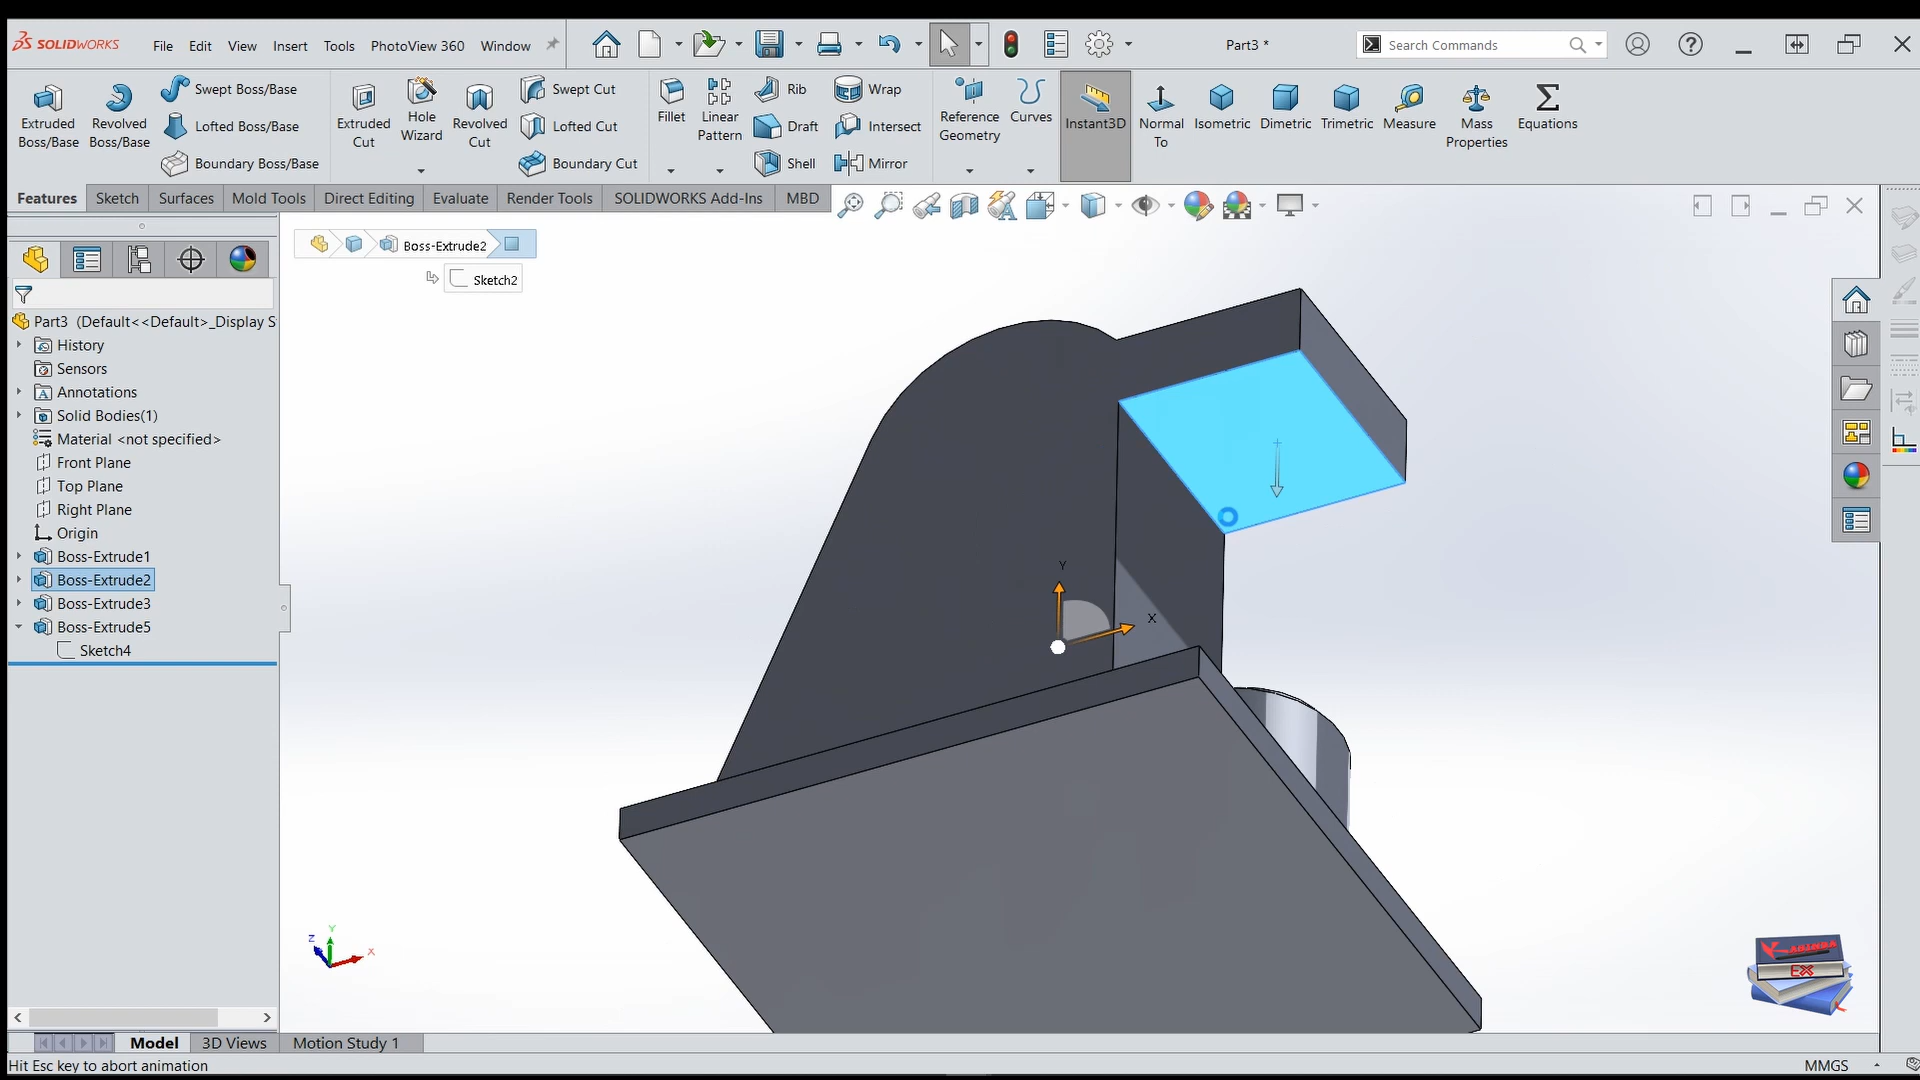 SOLIDWORKS File Edit View Insert Tools PhotoView 360 Window Part3 * Search Commands
Extruded Boss/Base
Revolved Boss/Base
Swept Boss/Base
Lofted Boss/Base
Boundary Boss/Base
Extruded Cut
Hole Wizard
Revolved Cut
Swept Cut
Lofted Cut
Boundary Cut
Fillet
Linear Pattern
Rib
Draft
Shell
Wrap
Intersect
Mirror
Reference Geometry
Curves
Instant3D
Normal To
Isometric
Dimetric
Trimetric
Measure
Mass Properties
Equations
Features Sketch Surfaces Mold Tools Direct Editing Evaluate Render Tools SOLIDWORKS Add-Ins MBD
Boss-Extrude2
Sketch2
Part3 (Default<<Default>_Display S
History
Sensors
Annotations
Solid Bodies(1)
Material <not specified>
Front Plane
Top Plane
Right Plane
Origin
Boss-Extrude1
Boss-Extrude2
Boss-Extrude3
Boss-Extrude5
Sketch4
Y
X
Z Y X
EX
Model 3D Views Motion Study 1
Hit Esc key to abort animation MMGS